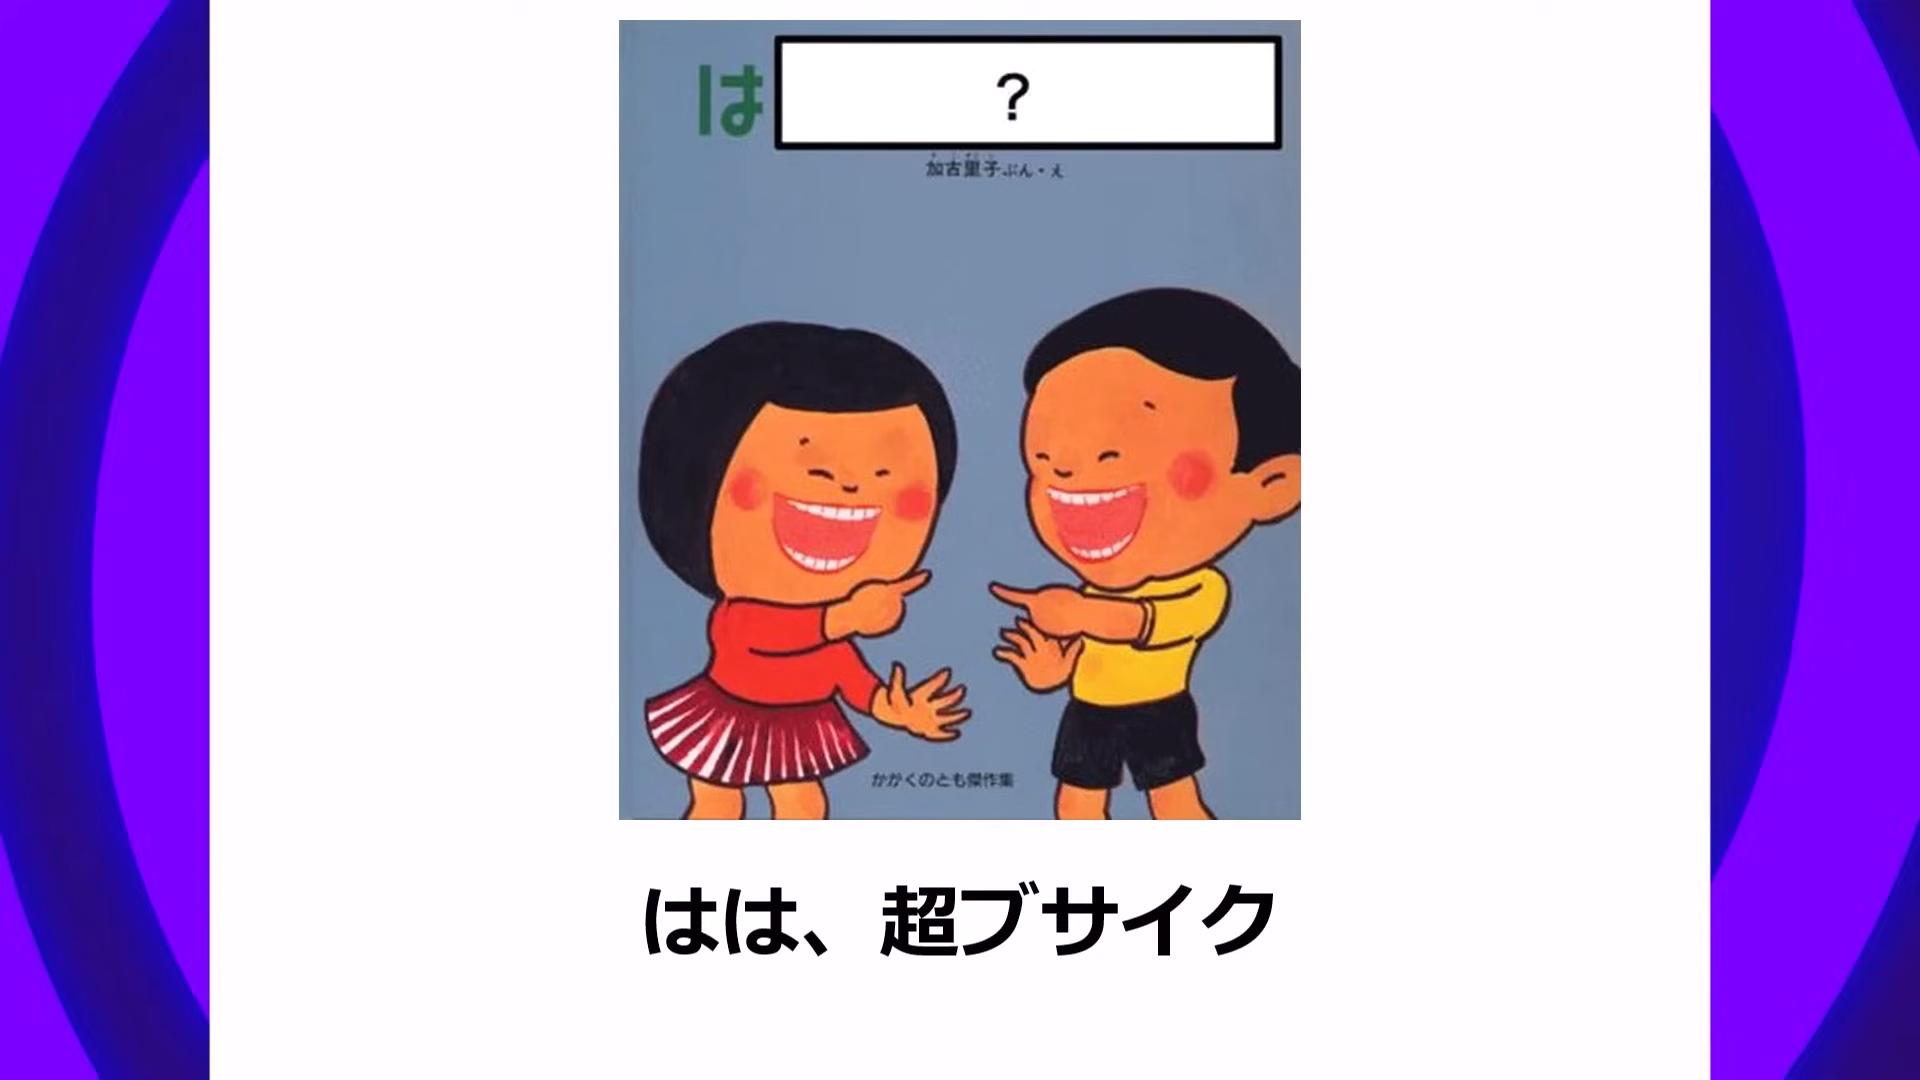 は ?
加古里子ぶん・え
かがくのとも傑作集
はは、超ブサイク